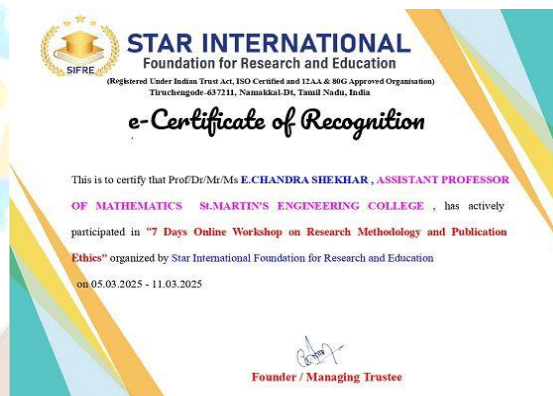 SIFRE
STAR INTERNATIONAL
Foundation for Research and Education
(Registered Under Indian Trust Act, ISO Certified and 12AA & 80G Approved Organisation)
Tiruchengode-637211, Namakkal-Dt, Tamil Nadu, India
e-Certificate of Recognition
This is to certify that Prof/Dr/Mr/Ms E.CHANDRA SHEKHAR , ASSISTANT PROFESSOR
OF MATHEMATICS St.MARTIN'S ENGINEERING COLLEGE , has actively
participated in "7 Days Online Workshop on Research Methodology and Publication
Ethics" organized by Star International Foundation for Research and Education
on 05.03.2025 - 11.03.2025
Founder / Managing Trustee